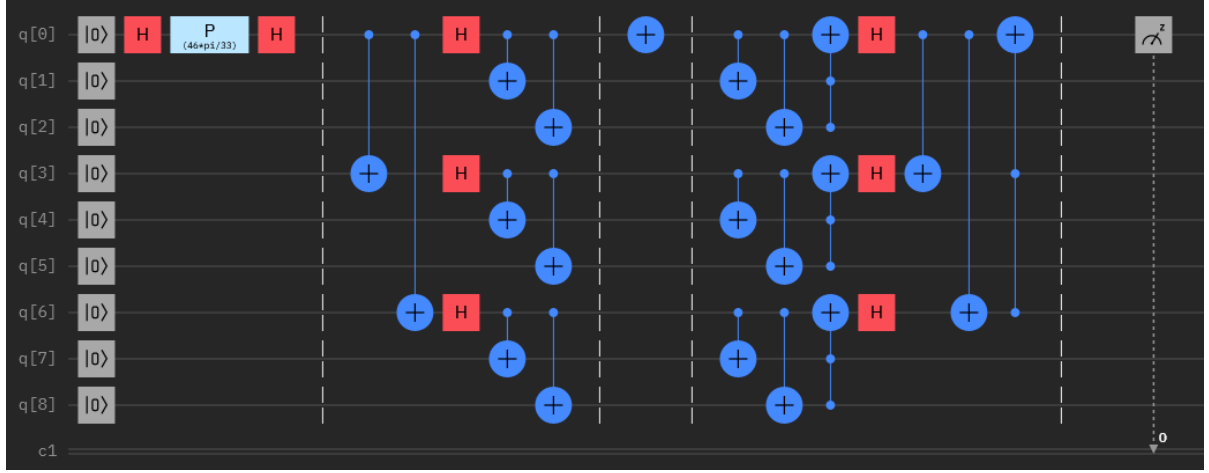 q[0] |0⟩ H P (46*pi/33) H H H
q[1] |0⟩
q[2] |0⟩
q[3] |0⟩ H H
q[4] |0⟩
q[5] |0⟩
q[6] |0⟩ H H
q[7] |0⟩
q[8] |0⟩
z
c1 0